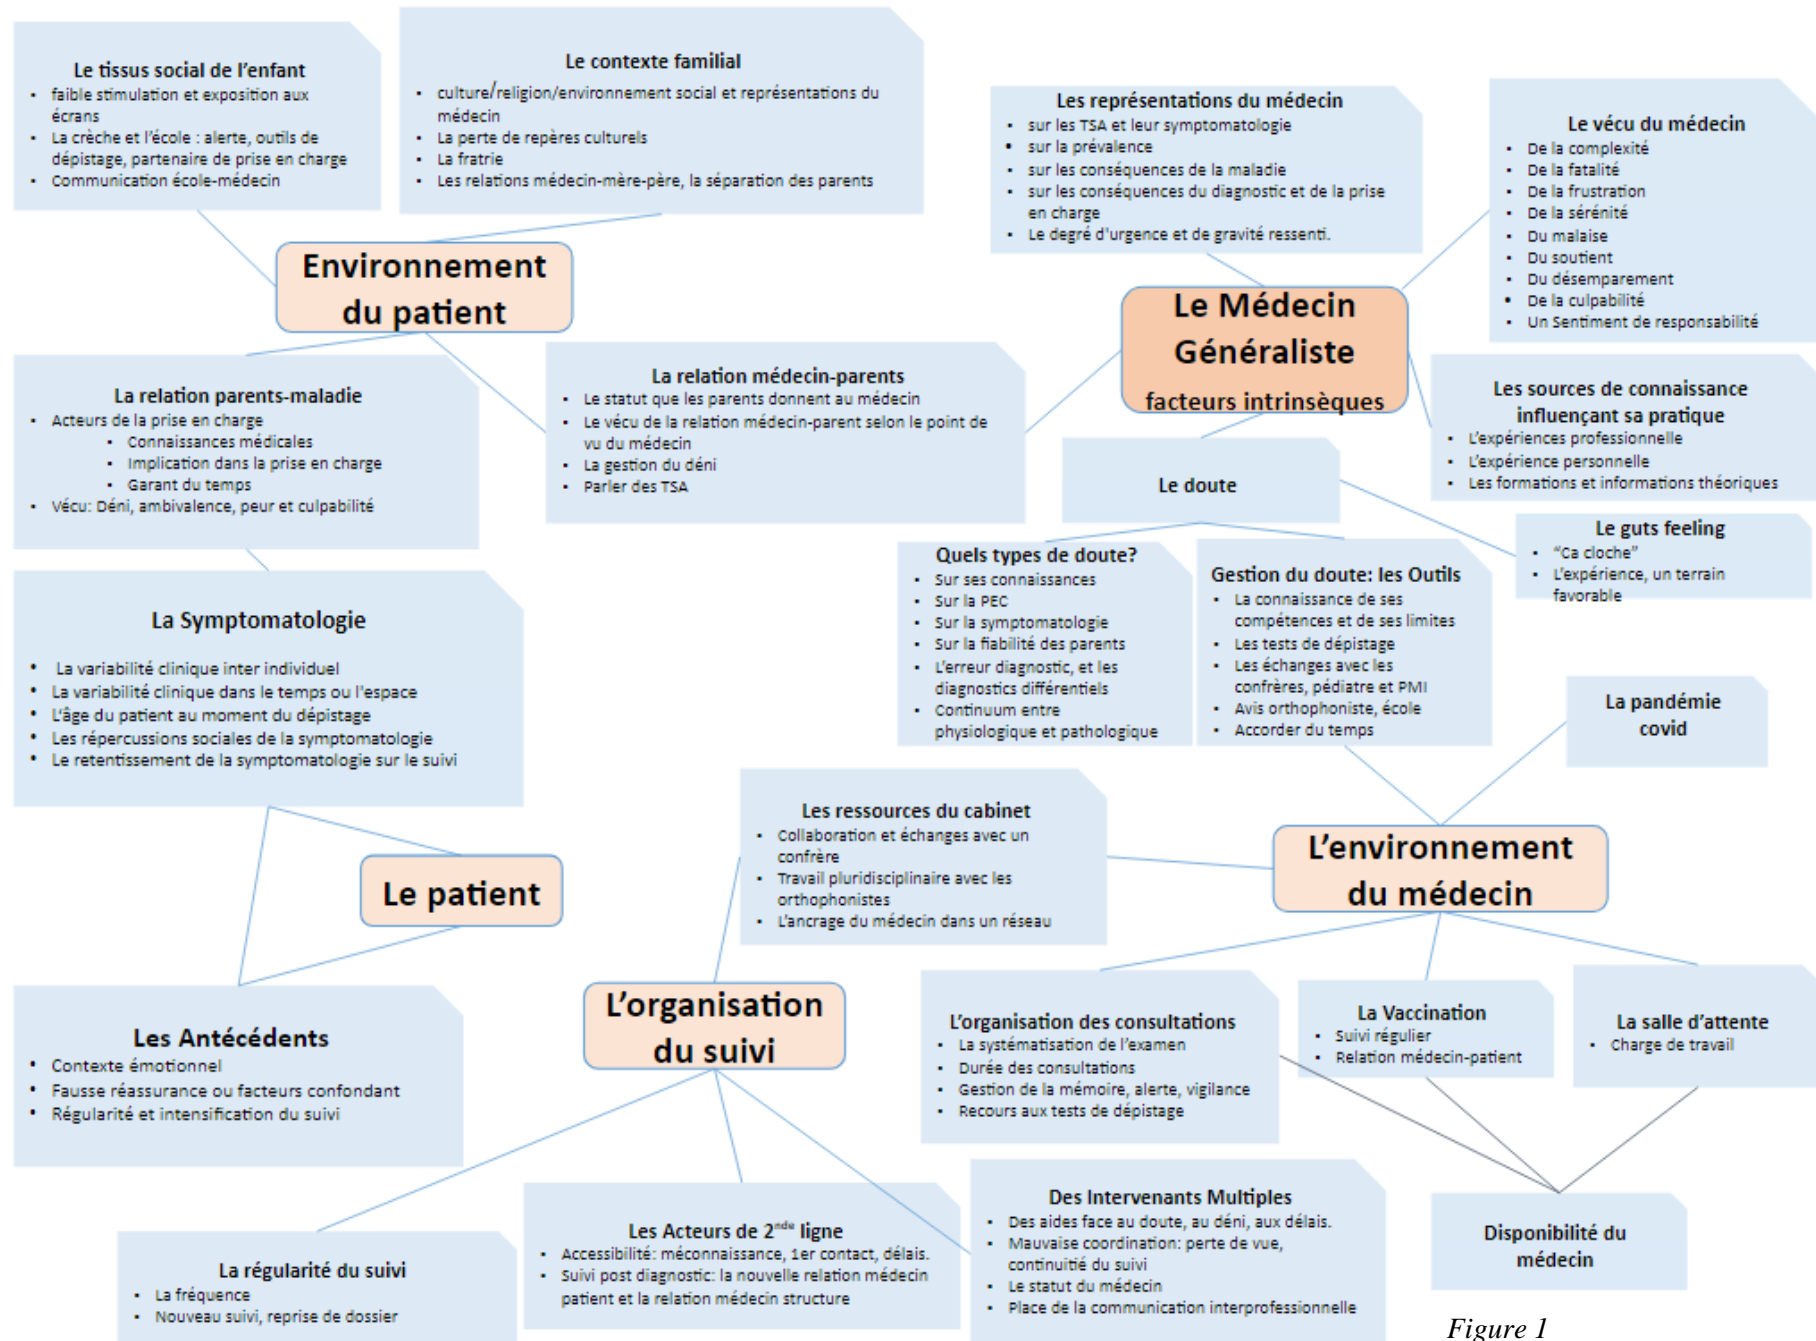 Le tissus social de l'enfant
faible stimulation et exposition aux
écrans
La crèche et l'école : alerte, outils de
dépistage, partenaire de prise en charge
Communication école-médecin
Le contexte familial
culture/religion/environnement social et représentations du
médecin
La perte de repères culturels
La fratrie
Les relations médecin-mère-père, la séparation des parents
Les représentations du médecin
sur les TSA et leur symptomatologie
sur la prévalence
sur les conséquences de la maladie
sur les conséquences du diagnostic et de la prise
en charge
Le degré d'urgence et de gravité ressenti.
Le vécu du médecin
De la complexité
De la fatalité
De la frustration
De la sérénité
Du malaise
Du soutient
Du désemparement
De la culpabilité
Un Sentiment de responsabilité
Environnement
du patient
Le Médecin
Généraliste
facteurs intrinsèques
La relation parents-maladie
Acteurs de la prise en charge
Connaissances médicales
Implication dans la prise en charge
Garant du temps
Vécu: Déni, ambivalence, peur et culpabilité
La relation médecin-parents
Le statut que les parents donnent au médecin
Le vécu de la relation médecin-parent selon le point de
vu du médecin
La gestion du déni
Parler des TSA
Les sources de connaissance
influençant sa pratique
L'expériences professionnelle
L'expérience personnelle
Les formations et informations théoriques
Le doute
Le guts feeling
"Ca cloche"
L'expérience, un terrain
favorable
Quels types de doute?
Sur ses connaissances
Sur la PEC
Sur la symptomatologie
Sur la fiabilité des parents
L'erreur diagnostic, et les
diagnostics différentiels
Continuum entre
physiologique et pathologique
Gestion du doute: les Outils
La connaissance de ses
compétences et de ses limites
Les tests de dépistage
Les échanges avec les
confrères, pédiatre et PMI
Avis orthophoniste, école
Accorder du temps
La Symptomatologie
La variabilité clinique inter individuel
La variabilité clinique dans le temps ou l'espace
L'âge du patient au moment du dépistage
Les répercussions sociales de la symptomatologie
Le retentissement de la symptomatologie sur le suivi
La pandémie
covid
Les ressources du cabinet
Collaboration et échanges avec un
confrère
Travail pluridisciplinaire avec les
orthophonistes
L'ancrage du médecin dans un réseau
L'environnement
du médecin
Le patient
Les Antécédents
Contexte émotionnel
Fausse réassurance ou facteurs confondant
Régularité et intensification du suivi
L'organisation
du suivi
L'organisation des consultations
La systématisation de l'examen
Durée des consultations
Gestion de la mémoire, alerte, vigilance
Recours aux tests de dépistage
La Vaccination
Suivi régulier
Relation médecin-patient
La salle d'attente
Charge de travail
La régularité du suivi
La fréquence
Nouveau suivi, reprise de dossier
Les Acteurs de 2nde ligne
Accessibilité: méconnaissance, 1er contact, délais.
Suivi post diagnostic: la nouvelle relation médecin
patient et la relation médecin structure
Des Intervenants Multiples
Des aides face au doute, au déni, aux délais.
Mauvaise coordination: perte de vue,
continuitié du suivi
Le statut du médecin
Place de la communication interprofessionnelle
Disponibilité du
médecin
Figure 1